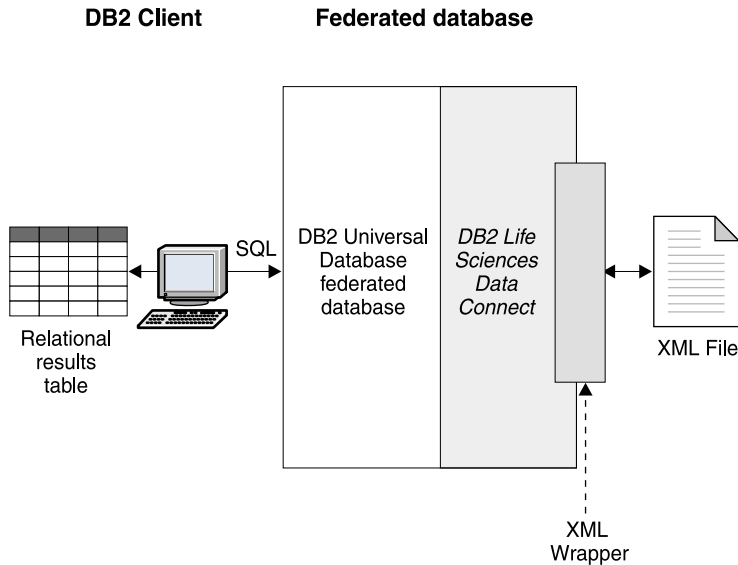 DB2 Client
Federated database
SQL
Relational
results
table
DB2 Universal
Database
federated
database
DB2 Life
Sciences
Data
Connect
XML File
XML
Wrapper